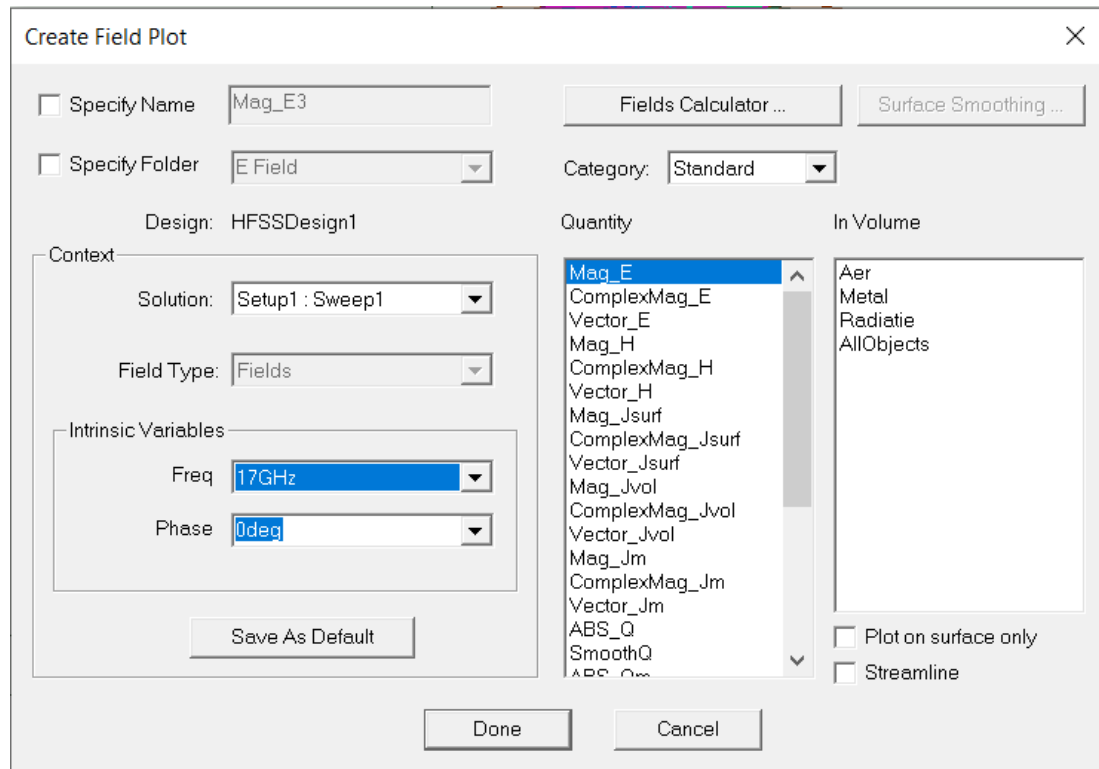 Create Field Plot
Specify Name Mag_E3 Fields Calculator ... Surface Smoothing ...
Specify Folder E Field Category: Standard
Design: HFSSDesign1 Quantity In Volume
Context
Solution: Setup1 : Sweep1
Field Type: Fields
Intrinsic Variables
Freq 17GHz
Phase 0deg
Save As Default
Mag_E
ComplexMag_E
Vector_E
Mag_H
ComplexMag_H
Vector_H
Mag_Jsurf
ComplexMag_Jsurf
Vector_Jsurf
Mag_Jvol
ComplexMag_Jvol
Vector_Jvol
Mag_Jm
ComplexMag_Jm
Vector_Jm
ABS_Q
SmoothQ
ABS_Qm
Aer
Metal
Radiatie
AllObjects
Plot on surface only
Streamline
Done Cancel